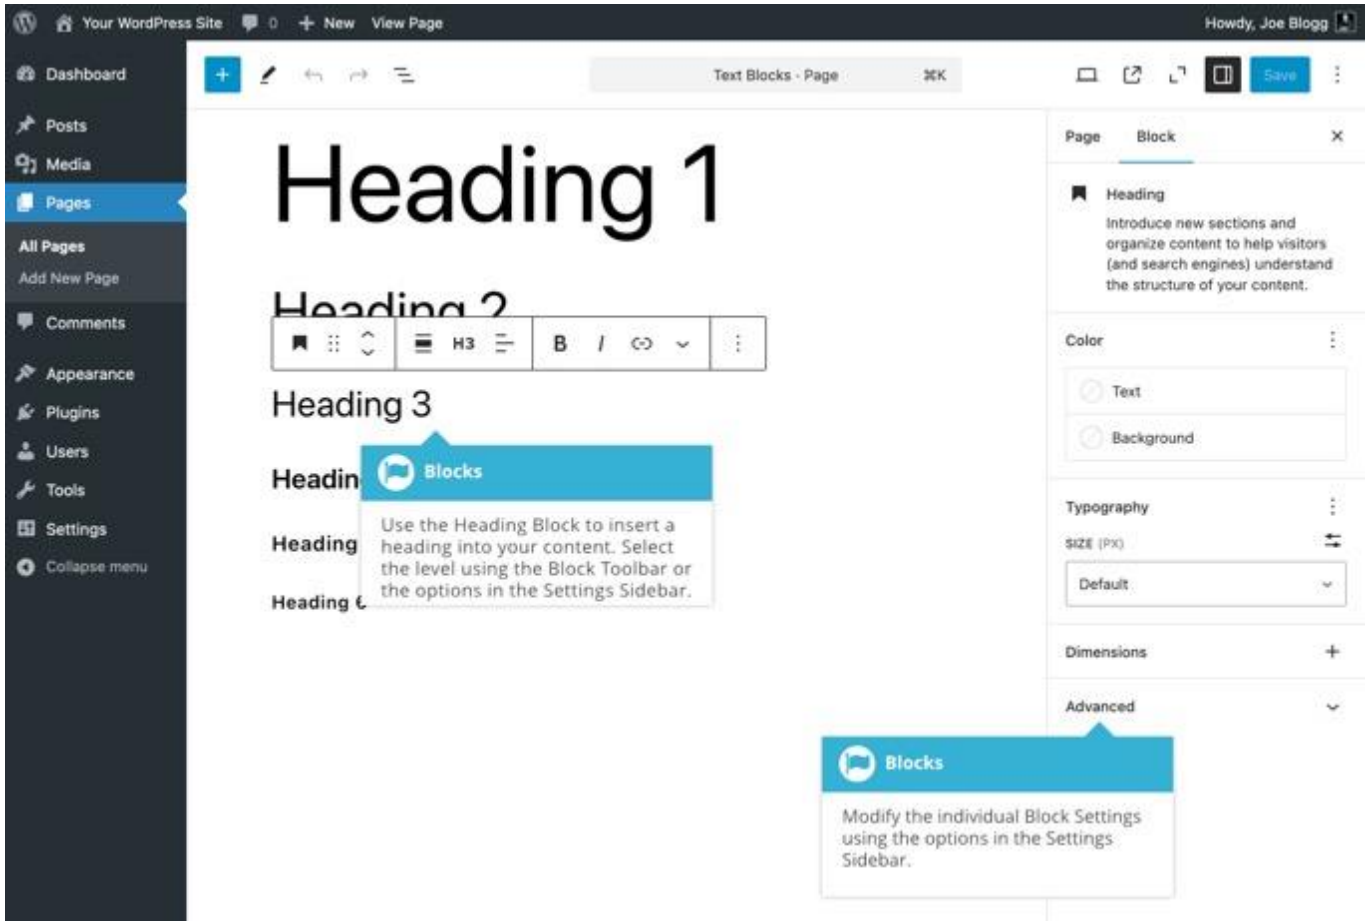 Your WordPress Site 0 + New View Page Howdy, Joe Blogg
Dashboard
Posts
Media
Pages
All Pages
Add New Page
Comments
Appearance
Plugins
Users
Tools
Settings
Collapse menu
Text Blocks · Page ⌘K
Save
Heading 1
Heading 2
H3 B I
Heading 3
Headin
Heading
Heading 6
Blocks
Use the Heading Block to insert a
heading into your content. Select
the level using the Block Toolbar or
the options in the Settings Sidebar.
Page Block
Heading
Introduce new sections and
organize content to help visitors
(and search engines) understand
the structure of your content.
Color
Text
Background
Typography
SIZE (PX)
Default
Dimensions
Advanced
Blocks
Modify the individual Block Settings
using the options in the Settings
Sidebar.